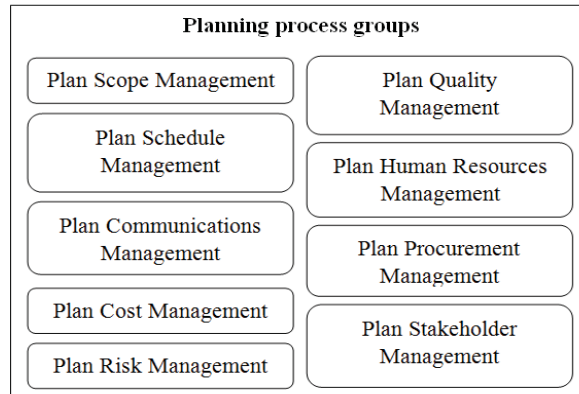 Planning process groups
Plan Scope Management
Plan Schedule
Management
Plan Communications
Management
Plan Cost Management
Plan Risk Management
Plan Quality
Management
Plan Human Resources
Management
Plan Procurement
Management
Plan Stakeholder
Management